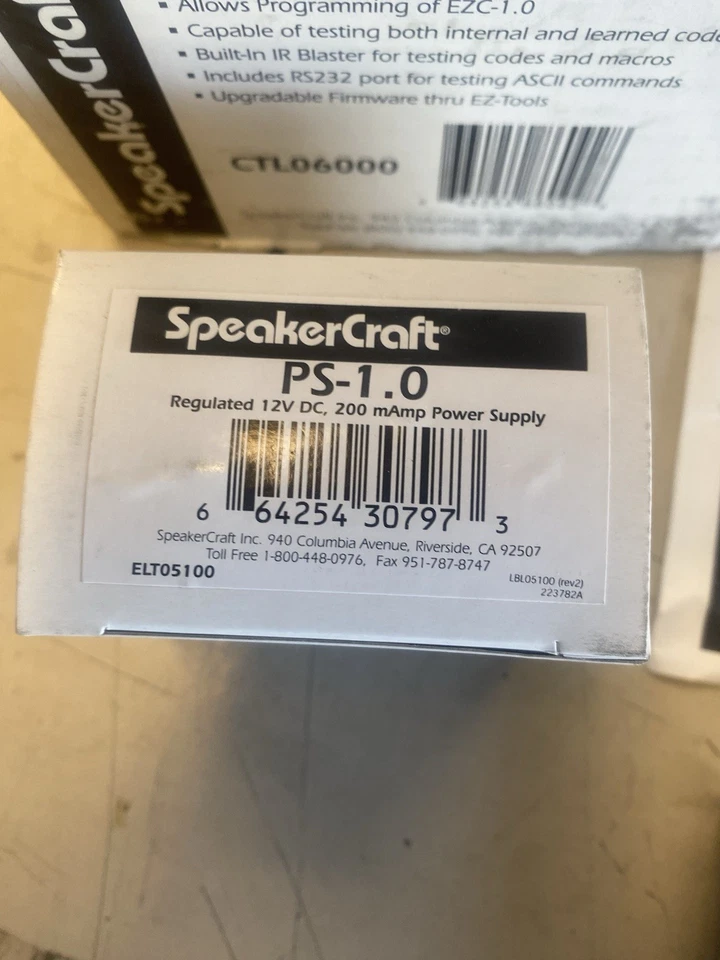 SpeakerCraf
Allows Programming of EZC-1.0
Capable of testing both internal and learned code
Built-In IR Blaster for testing codes and macros
Includes RS232 port for testing ASCII commands
Upgradable Firmware thru EZ-Tools
CTL06000
SpeakerCraft®
PS-1.0
Regulated 12V DC, 200 mAmp Power Supply
6 64254 30797 3
SpeakerCraft Inc. 940 Columbia Avenue, Riverside, CA 92507
Toll Free 1-800-448-0976, Fax 951-787-8747
ELT05100
LBL05100 (rev2)
223782A